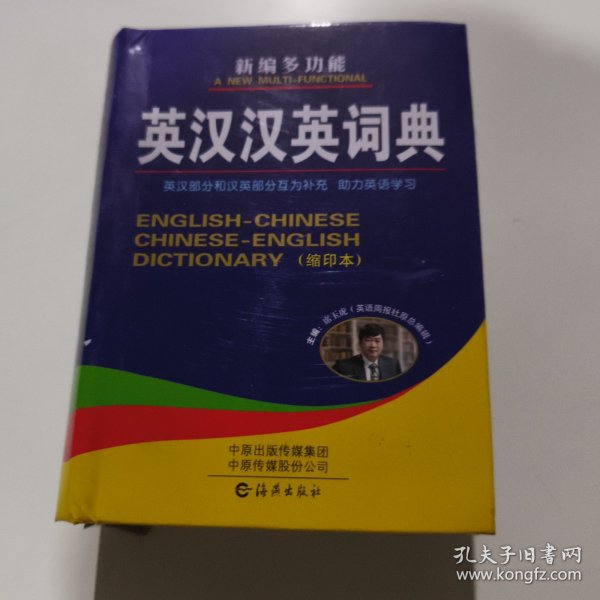 新编多功能
A NEW MULTI-FUNCTIONAL
英汉汉英词典
英汉部分和汉英部分互为补充 助力英语学习
ENGLISH-CHINESE
CHINESE-ENGLISH
DICTIONARY (缩印本)
主编：席玉虎（英语周报社原总编辑）
中原出版传媒集团
中原传媒股份公司
海燕出版社
孔夫子旧书网
www.kongfz.com